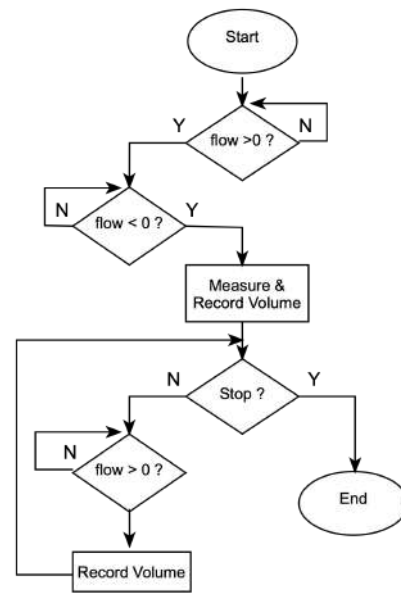 Start
flow >0 ?
Y
N
flow < 0 ?
N
Y
Measure &
Record Volume
Stop ?
N
Y
flow > 0 ?
N
End
Record Volume